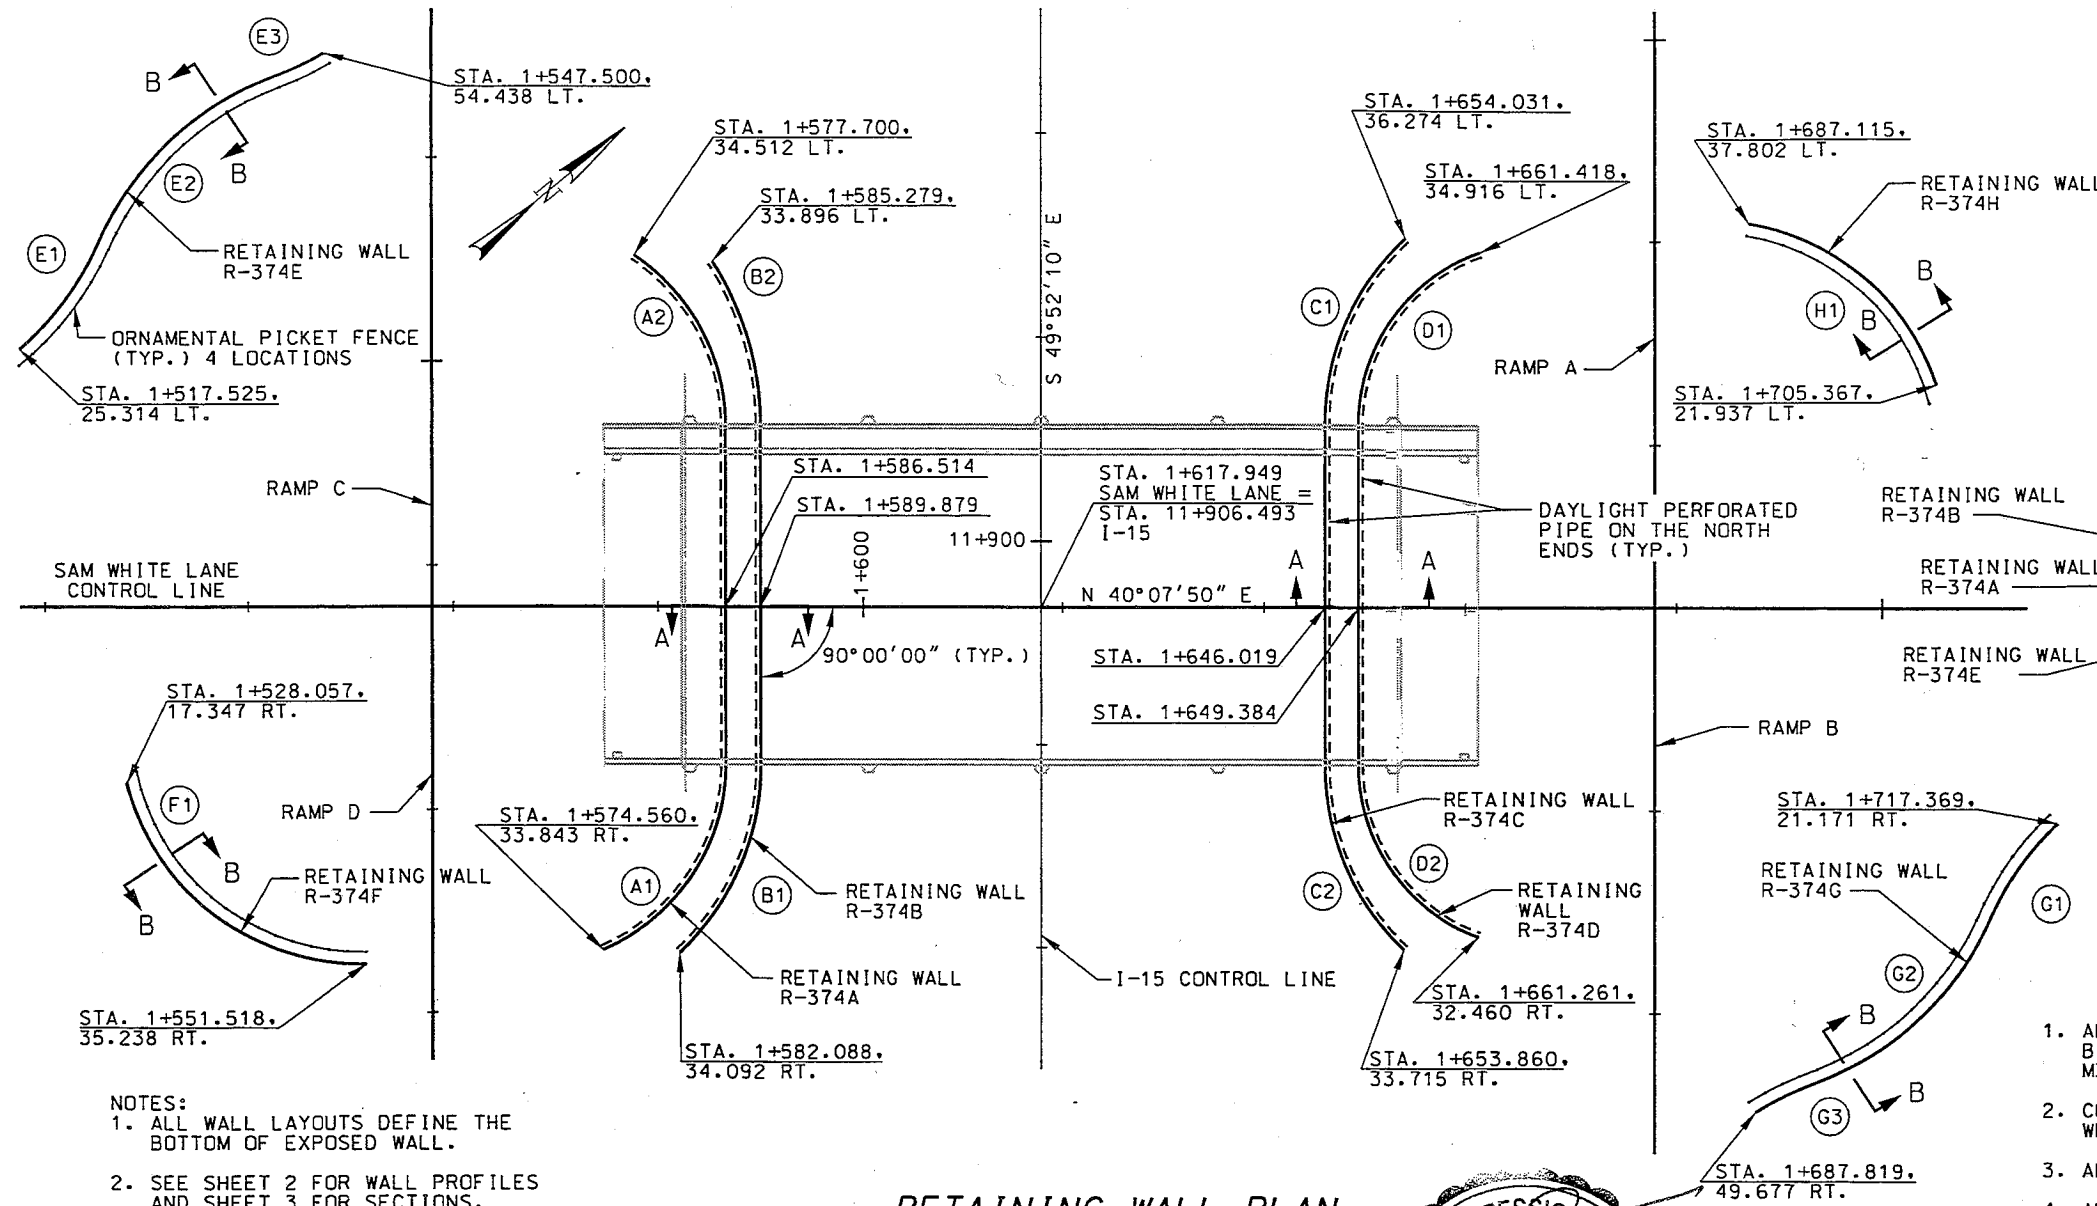 E3
B
STA. 1+547.500,
54.438 LT.
B
E2
E1
RETAINING WALL
R-374E
ORNAMENTAL PICKET FENCE
(TYP.) 4 LOCATIONS
STA. 1+517.525,
25.314 LT.
N
STA. 1+577.700,
34.512 LT.
STA. 1+585.279,
33.896 LT.
B2
A2
S 49°52'10" E
STA. 1+654.031,
36.274 LT.
STA. 1+661.418,
34.916 LT.
C1
D1
RAMP A
STA. 1+687.115,
37.802 LT.
RETAINING WALL
R-374H
B
H1
B
STA. 1+705.367,
21.937 LT.
RAMP C
STA. 1+586.514
STA. 1+589.879
1+600
11+900
STA. 1+617.949
SAM WHITE LANE =
STA. 11+906.493
I-15
DAYLIGHT PERFORATED
PIPE ON THE NORTH
ENDS (TYP.)
RETAINING WALL
R-374B
RETAINING WALL
R-374A
SAM WHITE LANE
CONTROL LINE
A
A
N 40°07'50" E
A
A
90°00'00" (TYP.)
STA. 1+646.019
STA. 1+649.384
RETAINING WALL
R-374E
RAMP B
STA. 1+528.057,
17.347 RT.
F1
RAMP D
B
B
RETAINING WALL
R-374F
STA. 1+551.518,
35.238 RT.
STA. 1+574.560,
33.843 RT.
A1
B1
RETAINING WALL
R-374B
RETAINING WALL
R-374A
STA. 1+582.088,
34.092 RT.
I-15 CONTROL LINE
RETAINING WALL
R-374C
C2
D2
RETAINING
WALL
R-374D
STA. 1+661.261,
32.460 RT.
STA. 1+653.860,
33.715 RT.
STA. 1+717.369,
21.171 RT.
RETAINING WALL
R-374G
G1
G2
B
B
G3
STA. 1+687.819,
49.677 RT.
NOTES:
1. ALL WALL LAYOUTS DEFINE THE
BOTTOM OF EXPOSED WALL.
2. SEE SHEET 2 FOR WALL PROFILES
AND SHEET 3 FOR SECTIONS.
RETAINING WALL PLAN
1.
2.
3.